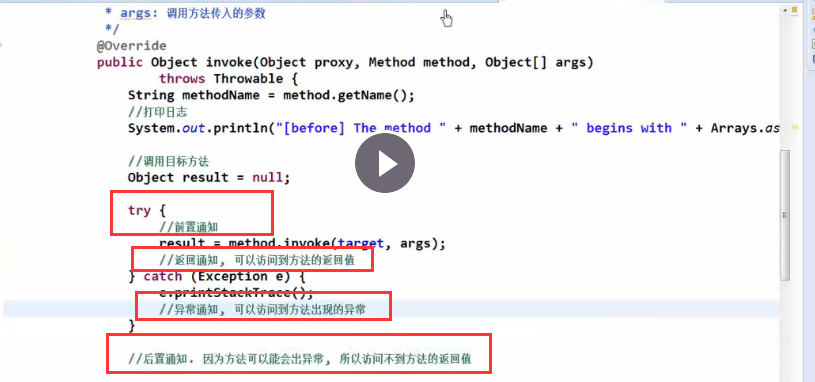 * args: 调用方法传入的参数
*/
@Override
public Object invoke(Object proxy, Method method, Object[] args)
throws Throwable {
String methodName = method.getName();
//打印日志
System.out.println("[before] The method " + methodName + " begins with " + Arrays.as
//调用目标方法
Object result = null;
try {
//前置通知
result = method.invoke(target, args);
//返回通知, 可以访问到方法的返回值
} catch (Exception e) {
e.printStackTrace();
//异常通知, 可以访问到方法出现的异常
}
//后置通知. 因为方法可以能会出异常, 所以访问不到方法的返回值